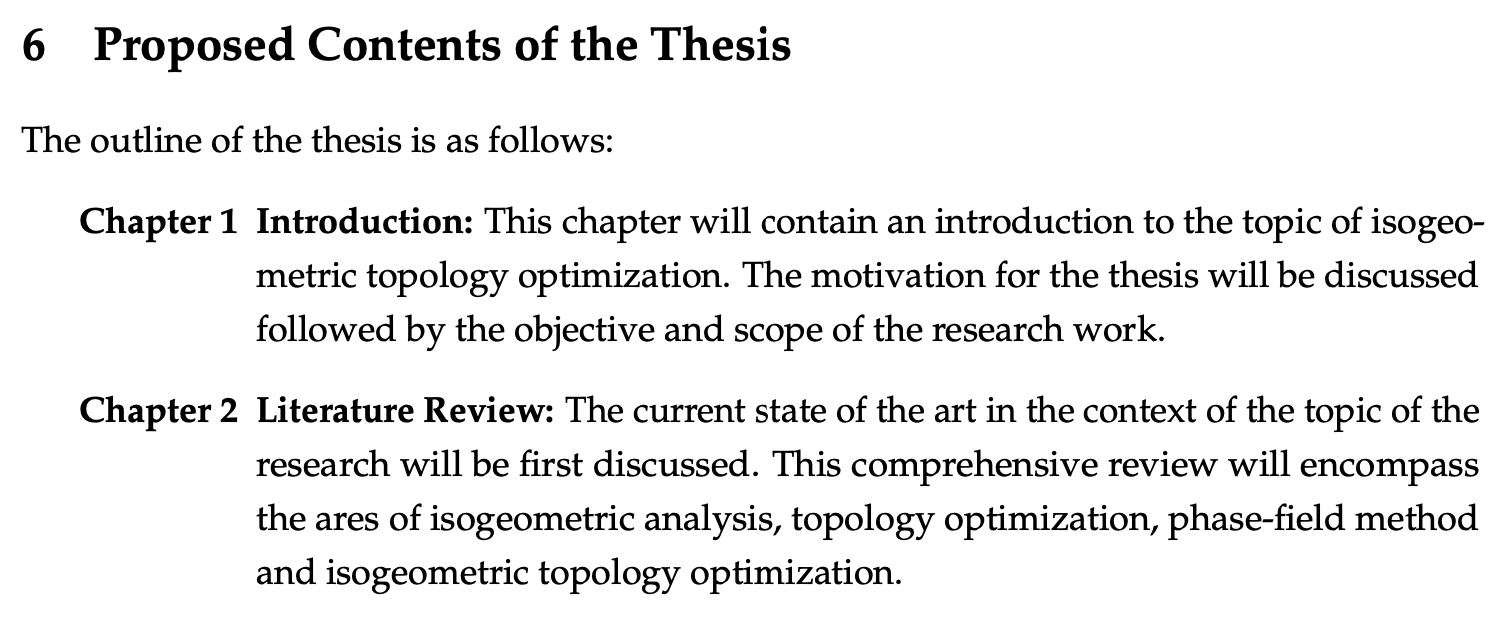 6 Proposed Contents of the Thesis
The outline of the thesis is as follows:
Chapter 1 Introduction: This chapter will contain an introduction to the topic of isogeo-
metric topology optimization. The motivation for the thesis will be discussed
followed by the objective and scope of the research work.
Chapter 2 Literature Review: The current state of the art in the context of the topic of the
research will be first discussed. This comprehensive review will encompass
the ares of isogeometric analysis, topology optimization, phase-field method
and isogeometric topology optimization.